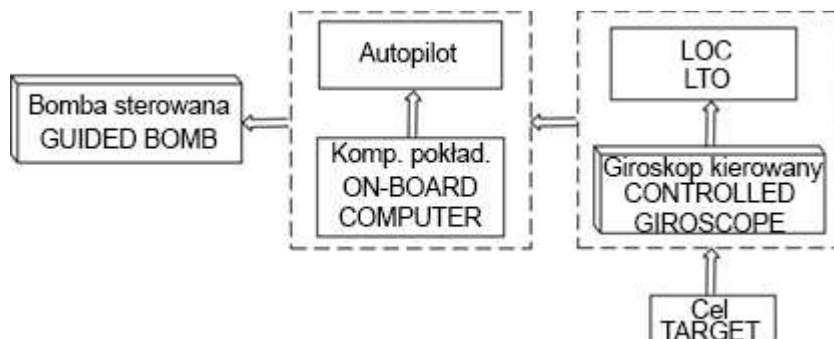 Bomba sterowana
GUIDED BOMB
Autopilot
Komp. pokład.
ON-BOARD
COMPUTER
LOC
LTO
Giroskop kierowany
CONTROLLED
GIROSCOPE
Cel
TARGET